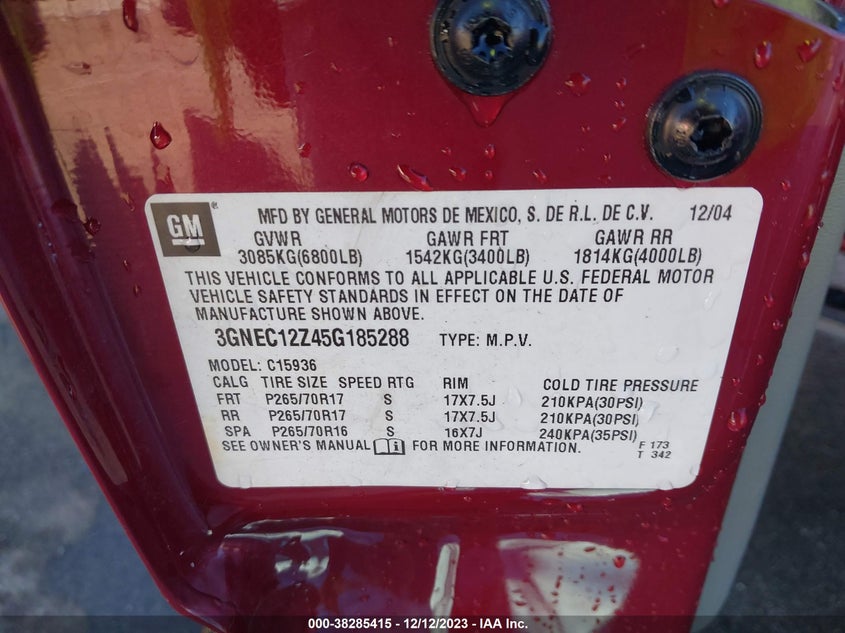 GM
MFD BY GENERAL MOTORS DE MEXICO, S. DE R.L. DE C.V. 12/04
GVWR GAWR FRT GAWR RR
3085KG(6800LB) 1542KG(3400LB) 1814KG(4000LB)
THIS VEHICLE CONFORMS TO ALL APPLICABLE U.S. FEDERAL MOTOR
VEHICLE SAFETY STANDARDS IN EFFECT ON THE DATE OF
MANUFACTURE SHOWN ABOVE.
3GNEC12Z45G185288 TYPE: M.P.V.
MODEL: C15936
CALG TIRE SIZE SPEED RTG RIM COLD TIRE PRESSURE
FRT P265/70R17 S 17X7.5J 210KPA(30PSI)
RR P265/70R17 S 17X7.5J 210KPA(30PSI)
SPA P265/70R16 S 16X7J 240KPA(35PSI)
SEE OWNER'S MANUAL FOR MORE INFORMATION.
F 173
T 342
000-38285415 - 12/12/2023 - IAAI.com - Copyright © 2023 IAA, Inc.